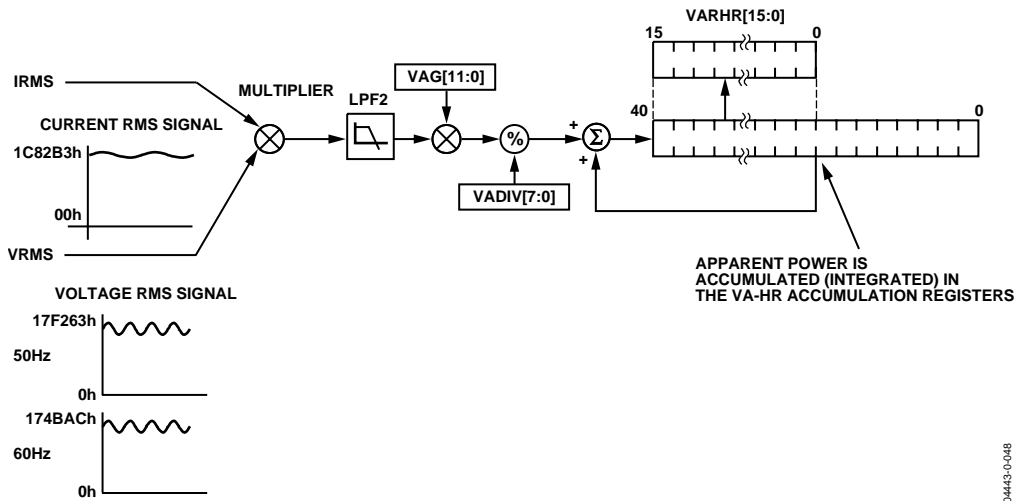 VARHR[15:0]
15 0
IRMS
VAG[11:0]
MULTIPLIER
LPF2
CURRENT RMS SIGNAL
40 0
1C82B3h
+
Σ
%
+
VADIV[7:0]
00h
VRMS
APPARENT POWER IS
ACCUMULATED (INTEGRATED) IN
THE VA-HR ACCUMULATION REGISTERS
VOLTAGE RMS SIGNAL
17F263h
50Hz
0h
174BACh
60Hz
0h
04443-0-048